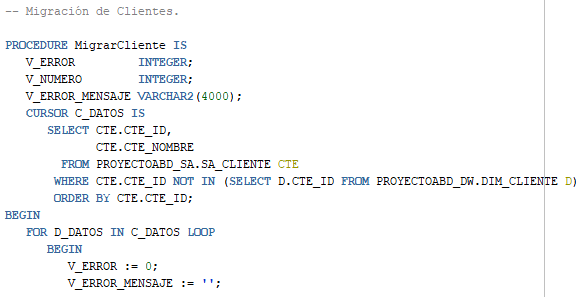 -- Migración de Clientes.
PROCEDURE MigrarCliente IS
V_ERROR INTEGER;
V_NUMERO INTEGER;
V_ERROR_MENSAJE VARCHAR2(4000);
CURSOR C_DATOS IS
SELECT CTE.CTE_ID,
CTE.CTE_NOMBRE
FROM PROYECTOABD_SA.SA_CLIENTE CTE
WHERE CTE.CTE_ID NOT IN (SELECT D.CTE_ID FROM PROYECTOABD_DW.DIM_CLIENTE D)
ORDER BY CTE.CTE_ID;
BEGIN
FOR D_DATOS IN C_DATOS LOOP
BEGIN
V_ERROR := 0;
V_ERROR_MENSAJE := '';